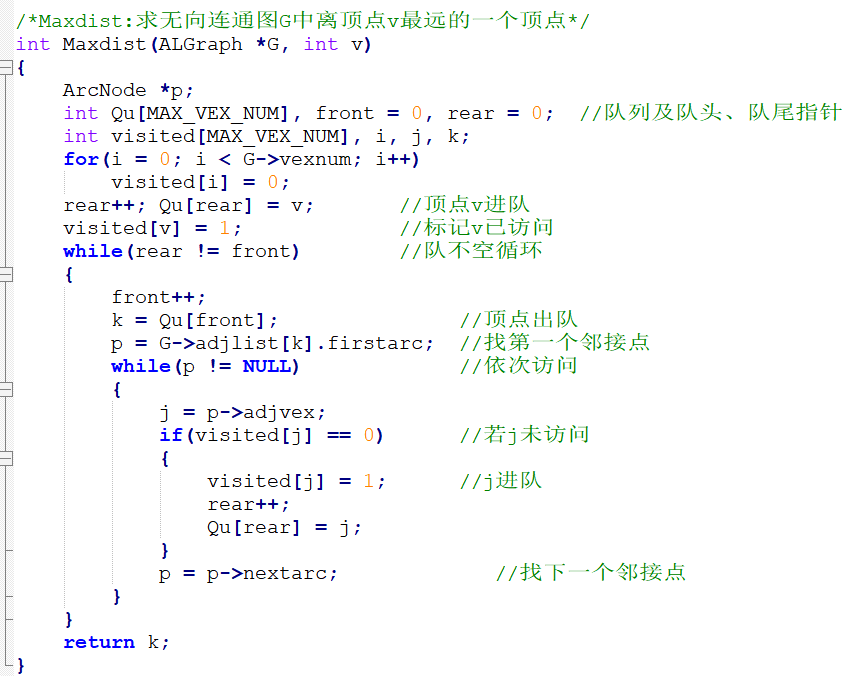 /*Maxdist:求无向连通图G中离顶点v最远的一个顶点*/
int Maxdist(ALGraph *G, int v)
{
    ArcNode *p;
    int Qu[MAX_VEX_NUM], front = 0, rear = 0;  //队列及队头、队尾指针
    int visited[MAX_VEX_NUM], i, j, k;
    for(i = 0; i < G->vexnum; i++)
        visited[i] = 0;
    rear++; Qu[rear] = v;       //顶点v进队
    visited[v] = 1;             //标记v已访问
    while(rear != front)        //队不空循环
    {
        front++;
        k = Qu[front];               //顶点出队
        p = G->adjlist[k].firstarc;  //找第一个邻接点
        while(p != NULL)             //依次访问
        {
            j = p->adjvex;
            if(visited[j] == 0)      //若j未访问
            {
                visited[j] = 1;      //j进队
                rear++;
                Qu[rear] = j;
            }
            p = p->nextarc;             //找下一个邻接点
        }
    }
    return k;
}